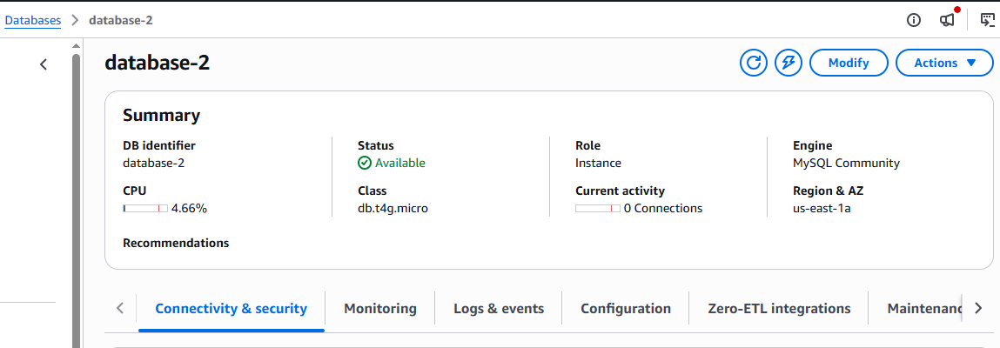 Databases > database-2
database-2
Modify
Actions
Summary
DB identifier
database-2
Status
Available
Role
Instance
Engine
MySQL Community
CPU
4.66%
Class
db.t4g.micro
Current activity
0 Connections
Region & AZ
us-east-1a
Recommendations
Connectivity & security
Monitoring
Logs & events
Configuration
Zero-ETL integrations
Maintenanc